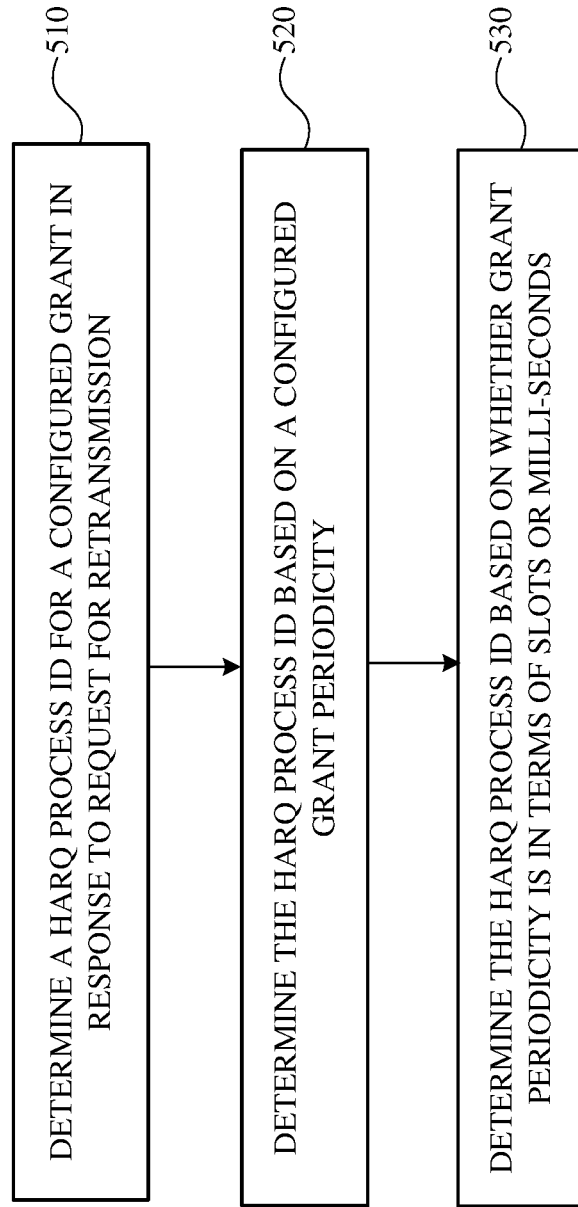 DETERMINE A HARQ PROCESS ID FOR A CONFIGURED GRANT IN
RESPONSE TO REQUEST FOR RETRANSMISSION
510
DETERMINE THE HARQ PROCESS ID BASED ON A CONFIGURED
GRANT PERIODICITY
520
DETERMINE THE HARQ PROCESS ID BASED ON WHETHER GRANT
PERIODICITY IS IN TERMS OF SLOTS OR MILLI-SECONDS
530